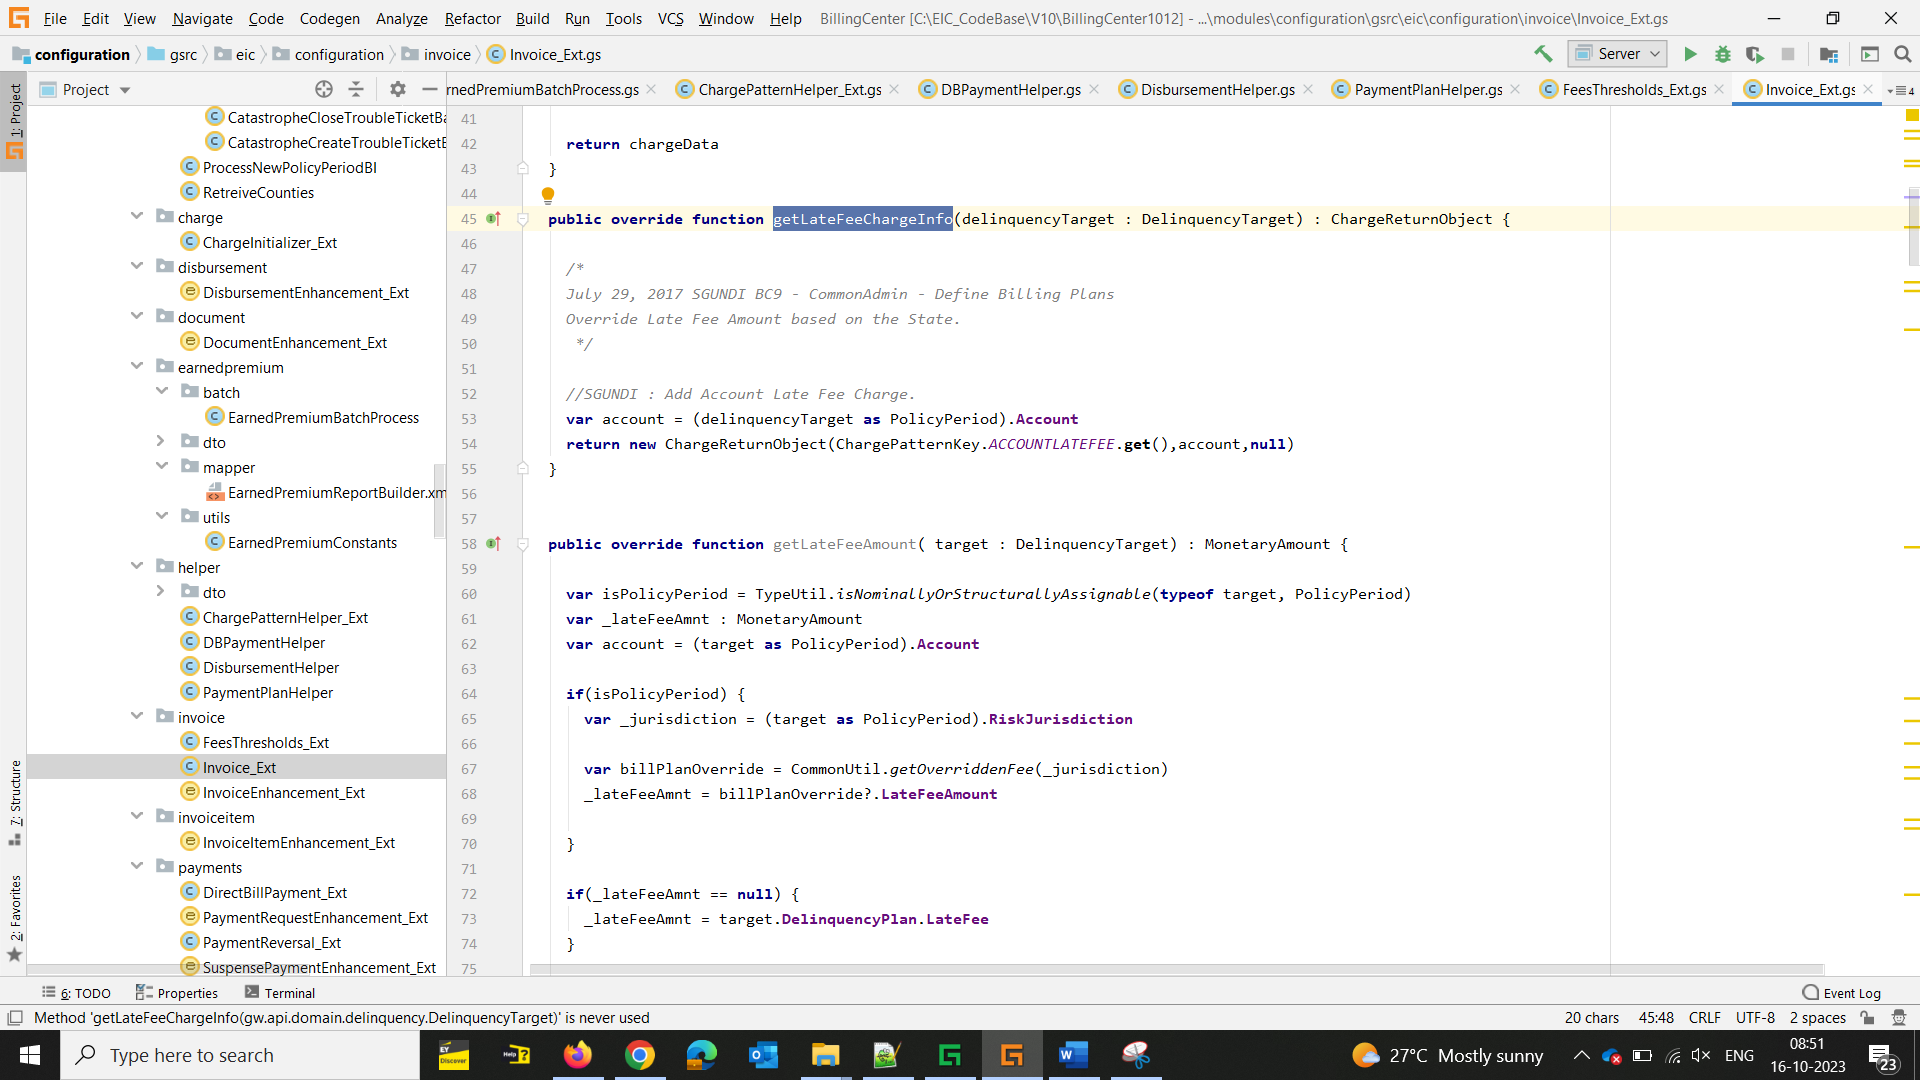 File Edit View Navigate Code Codegen Analyze Refactor Build Run Tools VCS Window Help BillingCenter [C:\EIC_CodeBase\V10\BillingCenter1012] - ...\modules\configuration\gsrc\eic\configuration\invoice\Invoice_Ext.gs
configuration gsrc eic configuration invoice Invoice_Ext.gs Server
Project rnedPremiumBatchProcess.gs ChargePatternHelper_Ext.gs DBPaymentHelper.gs DisbursementHelper.gs PaymentPlanHelper.gs FeesThresholds_Ext.gs Invoice_Ext.gs 4
1: Project
7: Structure
2: Favorites
CatastropheCloseTroubleTicketBa
CatastropheCreateTroubleTicketB
ProcessNewPolicyPeriodBI
RetreiveCounties
charge
ChargeInitializer_Ext
disbursement
DisbursementEnhancement_Ext
document
DocumentEnhancement_Ext
earnedpremium
batch
EarnedPremiumBatchProcess
dto
mapper
EarnedPremiumReportBuilder.xm
utils
EarnedPremiumConstants
helper
dto
ChargePatternHelper_Ext
DBPaymentHelper
DisbursementHelper
PaymentPlanHelper
invoice
FeesThresholds_Ext
Invoice_Ext
InvoiceEnhancement_Ext
invoiceitem
InvoiceItemEnhancement_Ext
payments
DirectBillPayment_Ext
PaymentRequestEnhancement_Ext
PaymentReversal_Ext
SuspensePaymentEnhancement_Ext
41
42 return chargeData
43 }
44
45 public override function getLateFeeChargeInfo(delinquencyTarget : DelinquencyTarget) : ChargeReturnObject {
46
47 /*
48 July 29, 2017 SGUNDI BC9 - CommonAdmin - Define Billing Plans
49 Override Late Fee Amount based on the State.
50 */
51
52 //SGUNDI : Add Account Late Fee Charge.
53 var account = (delinquencyTarget as PolicyPeriod).Account
54 return new ChargeReturnObject(ChargePatternKey.ACCOUNTLATEFEE.get(),account,null)
55 }
56
57
58 public override function getLateFeeAmount( target : DelinquencyTarget) : MonetaryAmount {
59
60 var isPolicyPeriod = TypeUtil.isNominallyOrStructurallyAssignable(typeof target, PolicyPeriod)
61 var _lateFeeAmnt : MonetaryAmount
62 var account = (target as PolicyPeriod).Account
63
64 if(isPolicyPeriod) {
65 var _jurisdiction = (target as PolicyPeriod).RiskJurisdiction
66
67 var billPlanOverride = CommonUtil.getOverriddenFee(_jurisdiction)
68 _lateFeeAmnt = billPlanOverride?.LateFeeAmount
69
70 }
71
72 if(_lateFeeAmnt == null) {
73 _lateFeeAmnt = target.DelinquencyPlan.LateFee
74 }
75
6: TODO Properties Terminal Event Log
Method 'getLateFeeChargeInfo(gw.api.domain.delinquency.DelinquencyTarget)' is never used 20 chars 45:48 CRLF UTF-8 2 spaces
Type here to search EY Discover Help? 27°C Mostly sunny ENG 08:51
16-10-2023 23